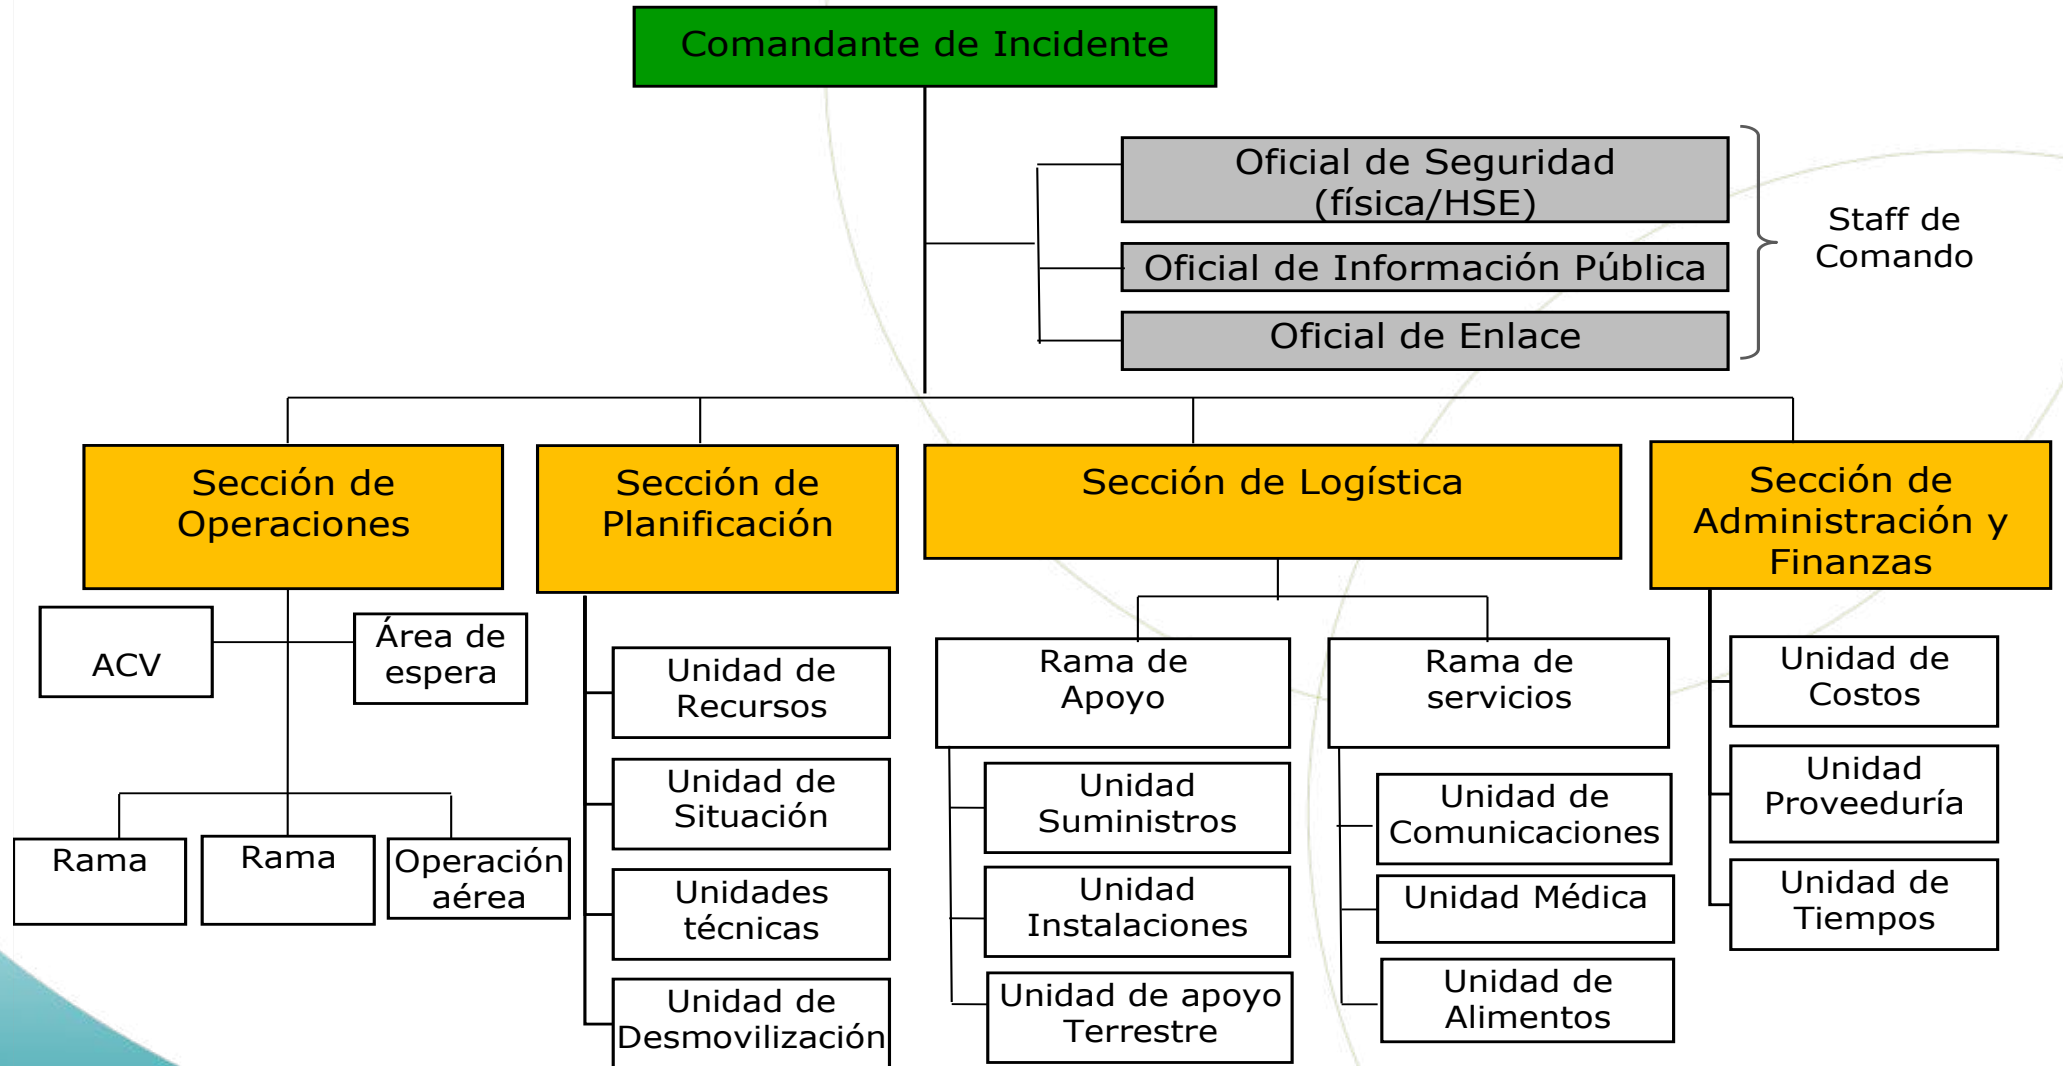 Comandante de Incidente
Oficial de Seguridad
(física/HSE)
Oficial de Información Pública
Oficial de Enlace
Staff de
Comando
Sección de
Operaciones
Sección de
Planificación
Sección de Logística
Sección de
Administración y
Finanzas
ACV
Área de
espera
Rama
Rama
Operación
aérea
Unidad de
Recursos
Unidad de
Situación
Unidades
técnicas
Unidad de
Desmovilización
Rama de
Apoyo
Unidad
Suministros
Unidad
Instalaciones
Unidad de apoyo
Terrestre
Rama de
servicios
Unidad de
Comunicaciones
Unidad Médica
Unidad de
Alimentos
Unidad de
Costos
Unidad
Proveeduría
Unidad de
Tiempos